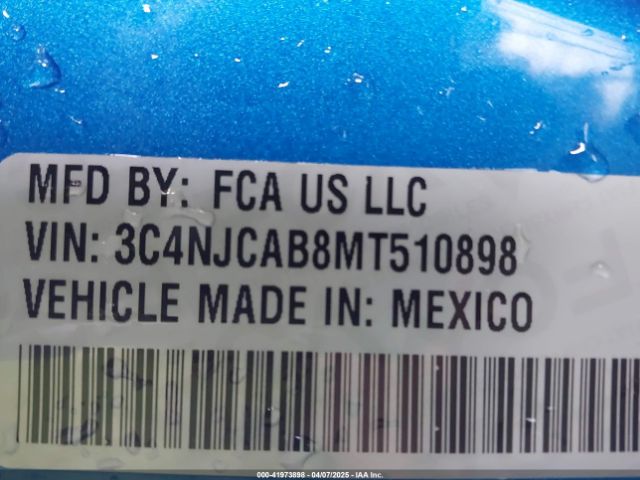 MFD BY: FCA US LLC
VIN: 3C4NJCAB8MT510898
VEHICLE MADE IN: MEXICO
000-41973898 - 04/07/2025 - IAA Inc.